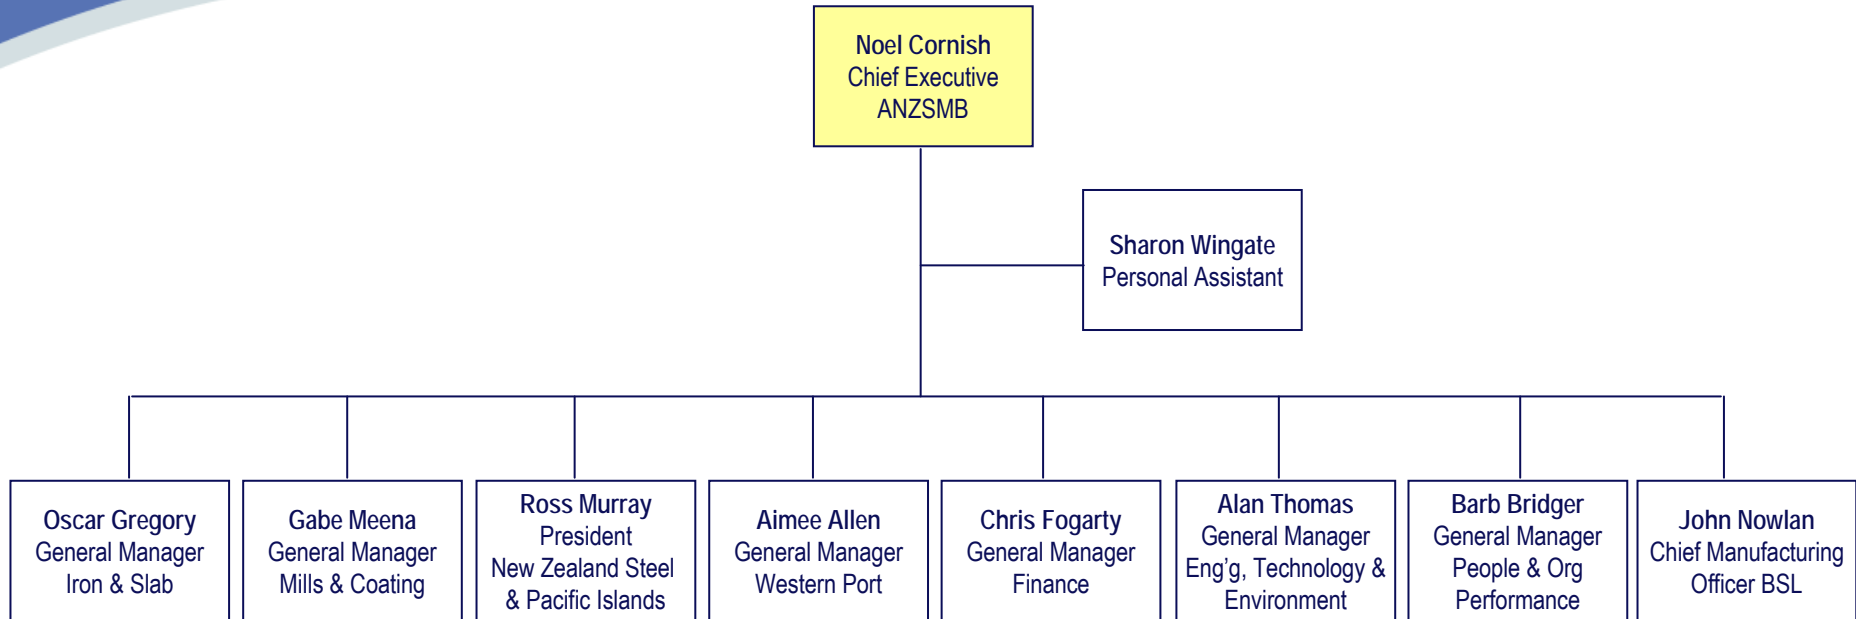 Noel Cornish
Chief Executive
ANZSMB
Sharon Wingate
Personal Assistant
Oscar Gregory
General Manager
Iron & Slab
Gabe Meena
General Manager
Mills & Coating
Ross Murray
President
New Zealand Steel
& Pacific Islands
Aimee Allen
General Manager
Western Port
Chris Fogarty
General Manager
Finance
Alan Thomas
General Manager
Eng'g, Technology &
Environment
Barb Bridger
General Manager
People & Org
Performance
John Nowlan
Chief Manufacturing
Officer BSL